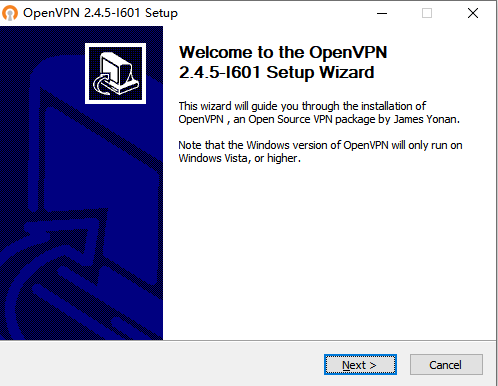 OpenVPN 2.4.5-I601 Setup
Welcome to the OpenVPN
2.4.5-I601 Setup Wizard
This wizard will guide you through the installation of
OpenVPN , an Open Source VPN package by James Yonan.
Note that the Windows version of OpenVPN will only run on
Windows Vista, or higher.
Next >
Cancel